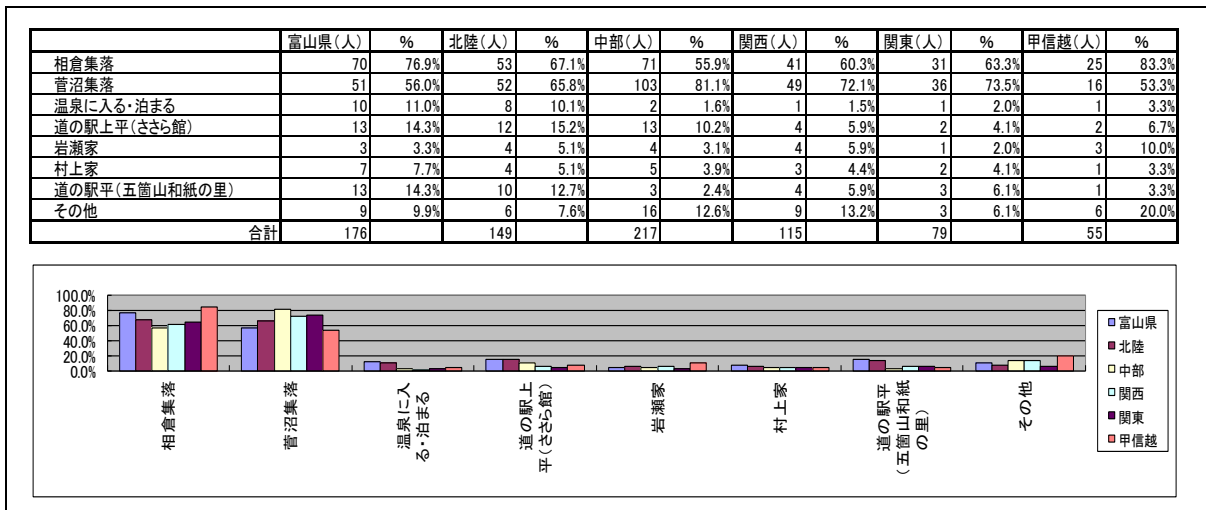 富山県(人) % 北陸(人) % 中部(人) % 関西(人) % 関東(人) % 甲信越(人) %
相倉集落 70 76.9% 53 67.1% 71 55.9% 41 60.3% 31 63.3% 25 83.3%
菅沼集落 51 56.0% 52 65.8% 103 81.1% 49 72.1% 36 73.5% 16 53.3%
温泉に入る・泊まる 10 11.0% 8 10.1% 2 1.6% 1 1.5% 1 2.0% 1 3.3%
道の駅上平(ささら館) 13 14.3% 12 15.2% 13 10.2% 4 5.9% 2 4.1% 2 6.7%
岩瀬家 3 3.3% 4 5.1% 4 3.1% 4 5.9% 1 2.0% 3 10.0%
村上家 7 7.7% 4 5.1% 5 3.9% 3 4.4% 2 4.1% 1 3.3%
道の駅平(五箇山和紙の里) 13 14.3% 10 12.7% 3 2.4% 4 5.9% 3 6.1% 1 3.3%
その他 9 9.9% 6 7.6% 16 12.6% 9 13.2% 3 6.1% 6 20.0%
合計 176 149 217 115 79 55
100.0%
80.0%
60.0%
40.0%
20.0%
0.0%
相倉集落
菅沼集落
温泉に入
る・泊まる
道の駅上
平(ささら館)
岩瀬家
村上家
道の駅平
(五箇山和紙
の里)
その他
富山県
北陸
中部
関西
関東
甲信越